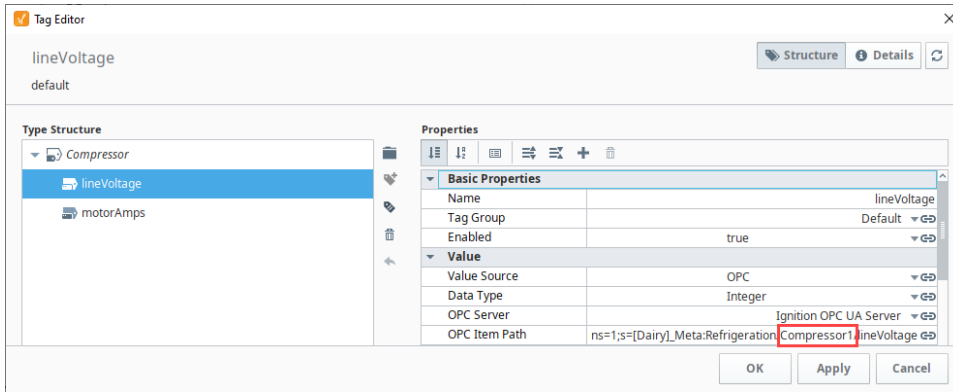 Tag Editor
lineVoltage
Structure
Details
default
Type Structure
Properties
Compressor
lineVoltage
motorAmps
Basic Properties
Name lineVoltage
Tag Group Default
Enabled true
Value
Value Source OPC
Data Type Integer
OPC Server Ignition OPC UA Server
OPC Item Path ns=1;s=[Dairy]_Meta:Refrigeration/Compressor1/lineVoltage
OK
Apply
Cancel